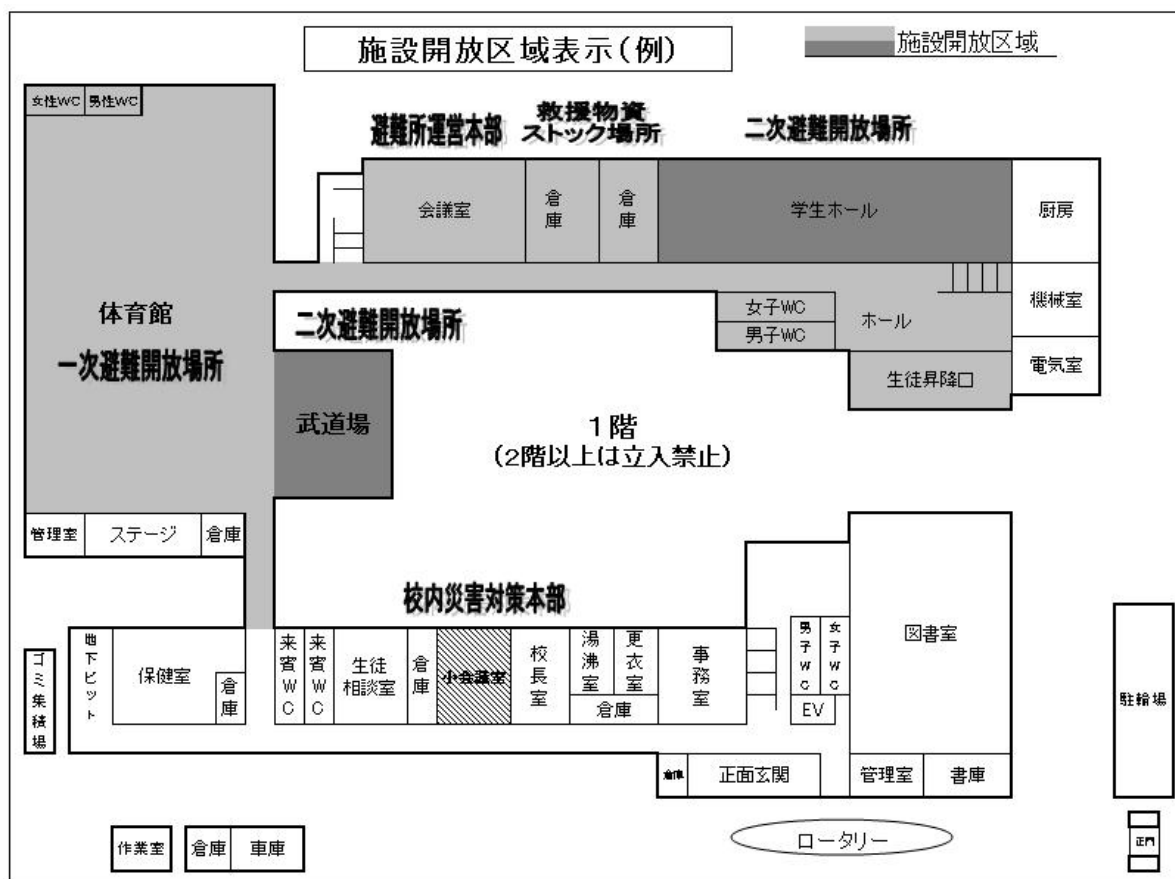 施設開放区域表示(例)
施設開放区域
女性WC 男性WC
避難所運営本部
救援物資
ストック場所
二次避難開放場所
会議室
倉庫
倉庫
学生ホール
厨房
体育館
一次避難開放場所
二次避難開放場所
女子WC
男子WC
ホール
機械室
生徒昇降口
電気室
武道場
1階
(2階以上は立入禁止)
管理室 ステージ 倉庫
校内災害対策本部
ゴミ集積場
地下ピット
保健室
倉庫
来賓WC
来賓WC
生徒
相談室
倉庫
小会議室
校長室
湯沸室
更衣室
倉庫
事務室
男子WC
女子WC
EV
図書室
駐輪場
倉庫
正面玄関
管理室
書庫
作業室
倉庫
車庫
ロータリー
正門